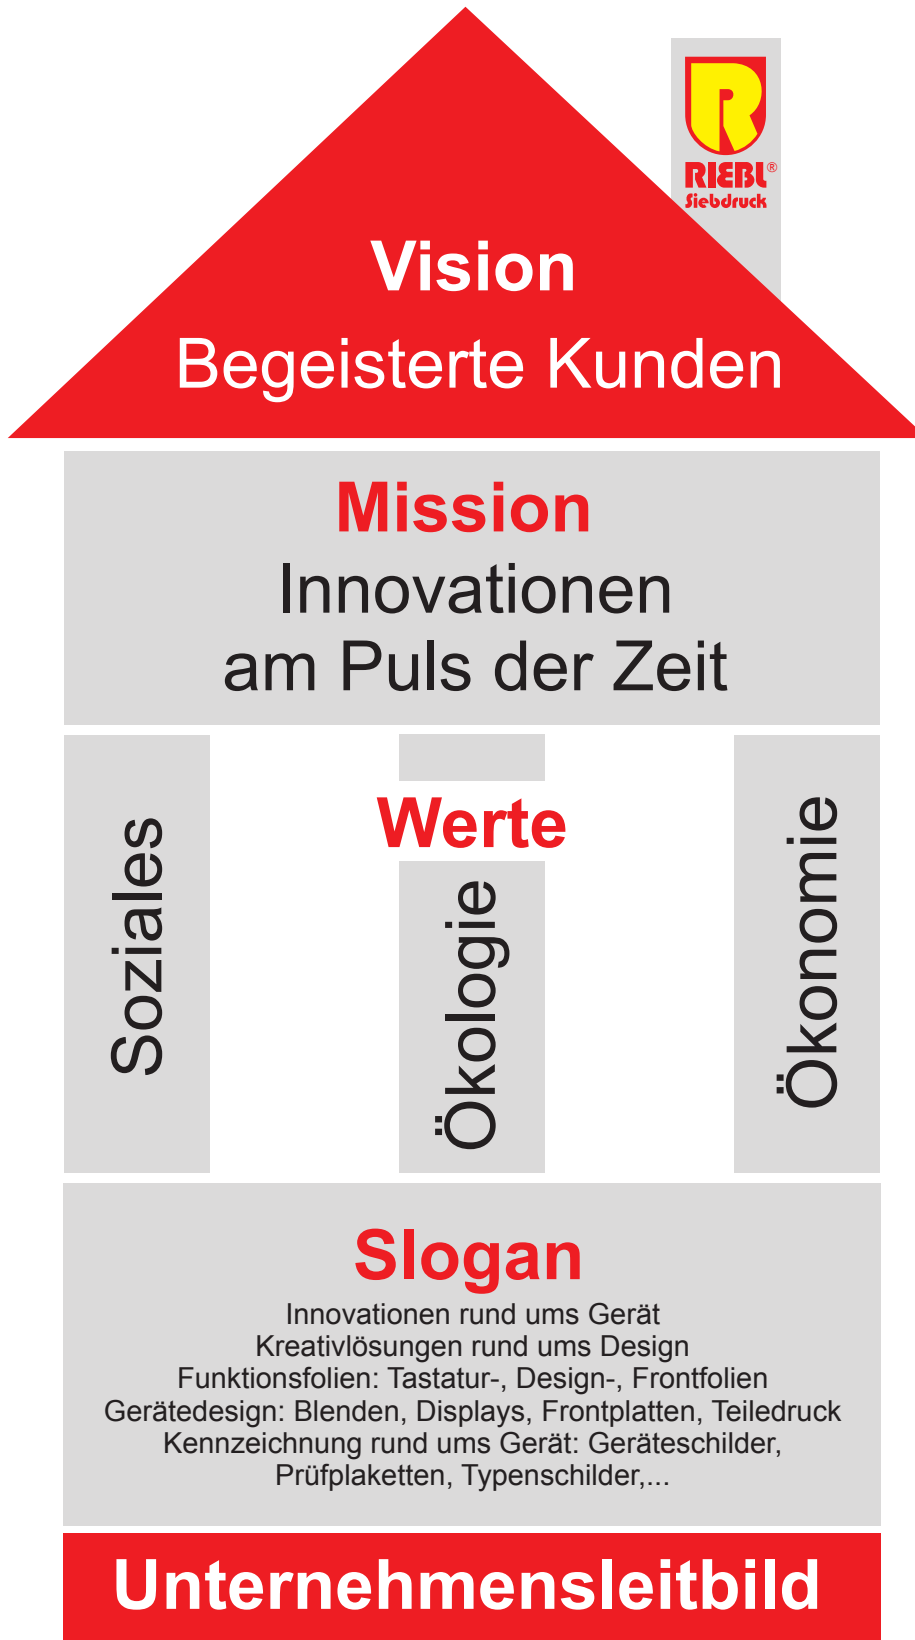 R
RIEBL®
Siebdruck
Vision
Begeisterte Kunden
Mission
Innovationen
am Puls der Zeit
Werte
Soziales
Ökologie
Ökonomie
Slogan
Innovationen rund ums Gerät
Kreativlösungen rund ums Design
Funktionsfolien: Tastatur-, Design-, Frontfolien
Gerätedesign: Blenden, Displays, Frontplatten, Teiledruck
Kennzeichnung rund ums Gerät: Geräteschilder,
Prüfplaketten, Typenschilder,...
Unternehmensleitbild